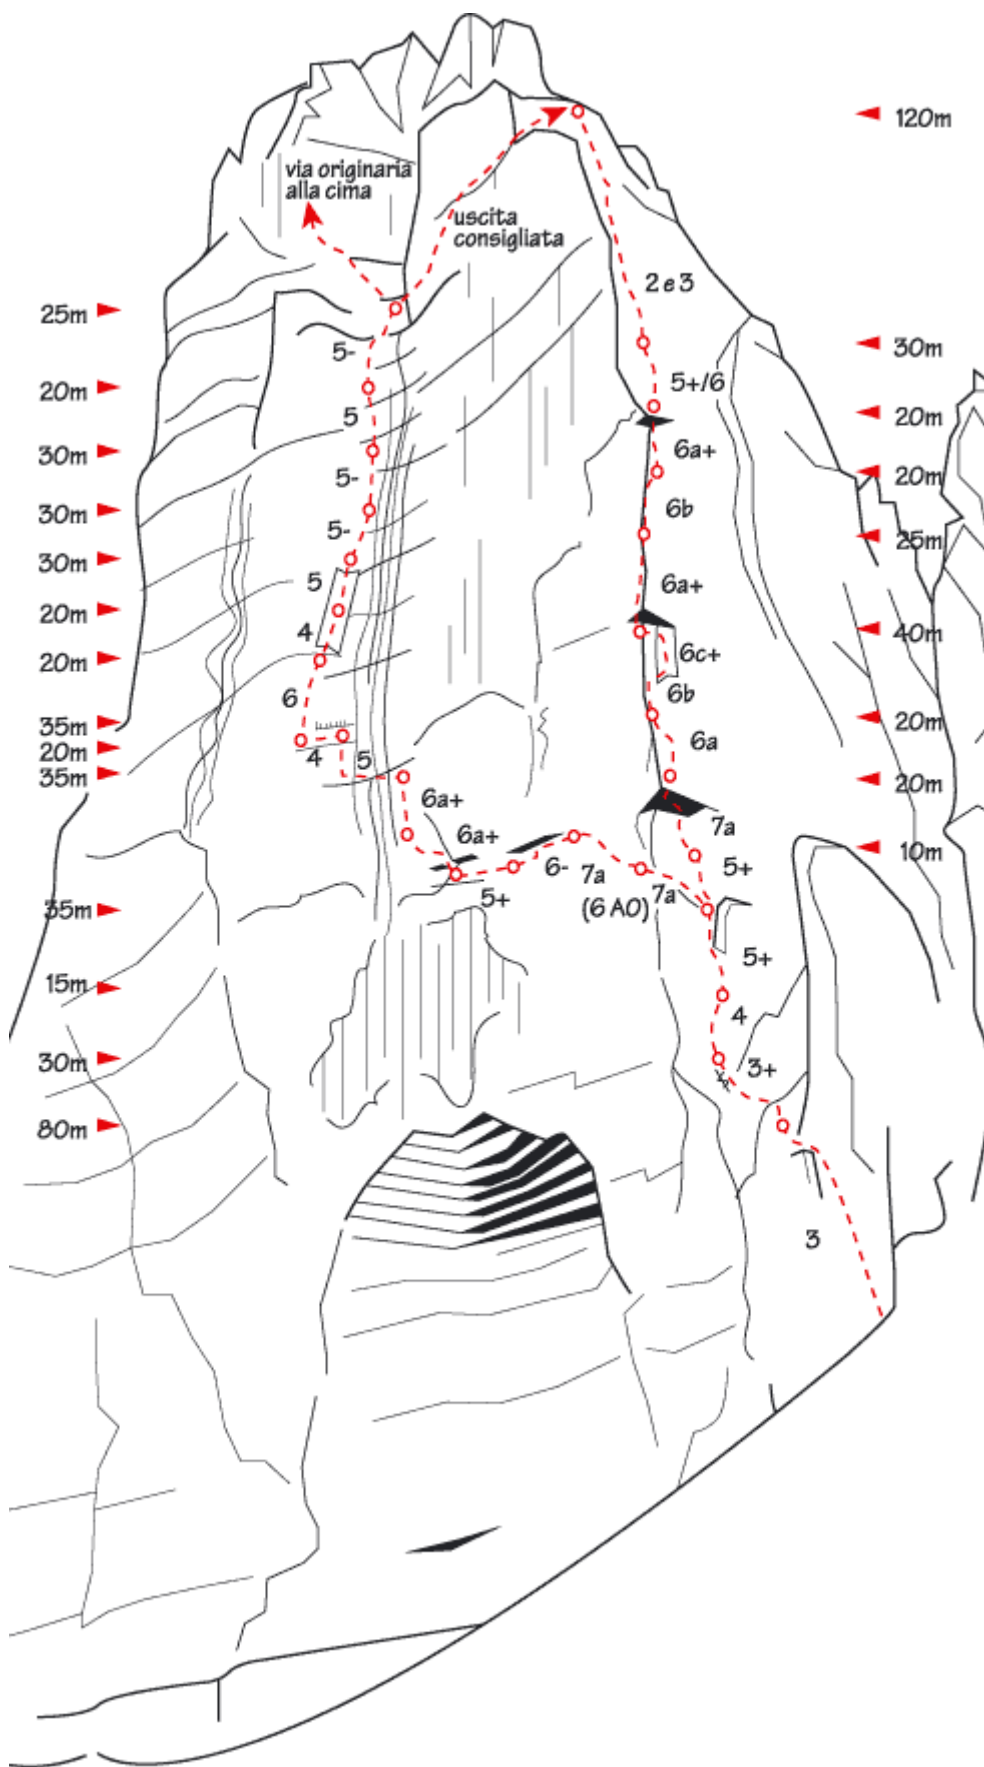 120m
via originaria
alla cima
uscita
consigliata
2 e 3
25m
5-
30m
20m
5+/6
20m
5
6a+
30m
5-
20m
30m
6b
5-
25m
30m
5
6a+
20m
4
40m
20m
6c+
6
6b
35m
20m
4
5
6a
20m
35m
20m
6a+
7a
6a+
10m
5+
6-
7a
(6 A0)
7a
5+
35m
5+
15m
4
30m
3+
80m
3